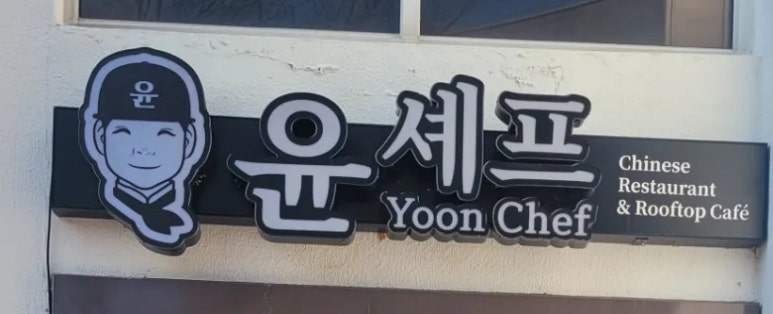 윤
윤셰프
Yoon Chef
Chinese
Restaurant
& Rooftop Café